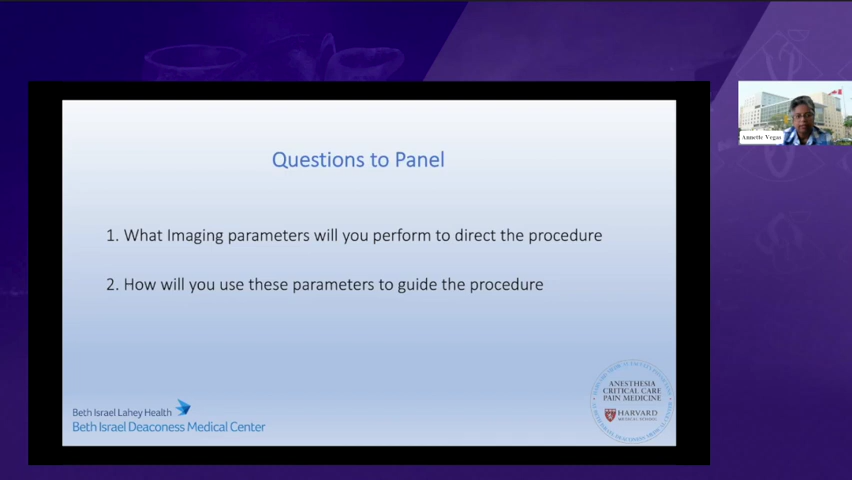 Questions to Panel
1. What Imaging parameters will you perform to direct the procedure
2. How will you use these parameters to guide the procedure
Annette Vegas
Beth Israel Lahey Health
Beth Israel Deaconess Medical Center
ANESTHESIA
CRITICAL CARE
PAIN MEDICINE
HARVARD
MEDICAL SCHOOL